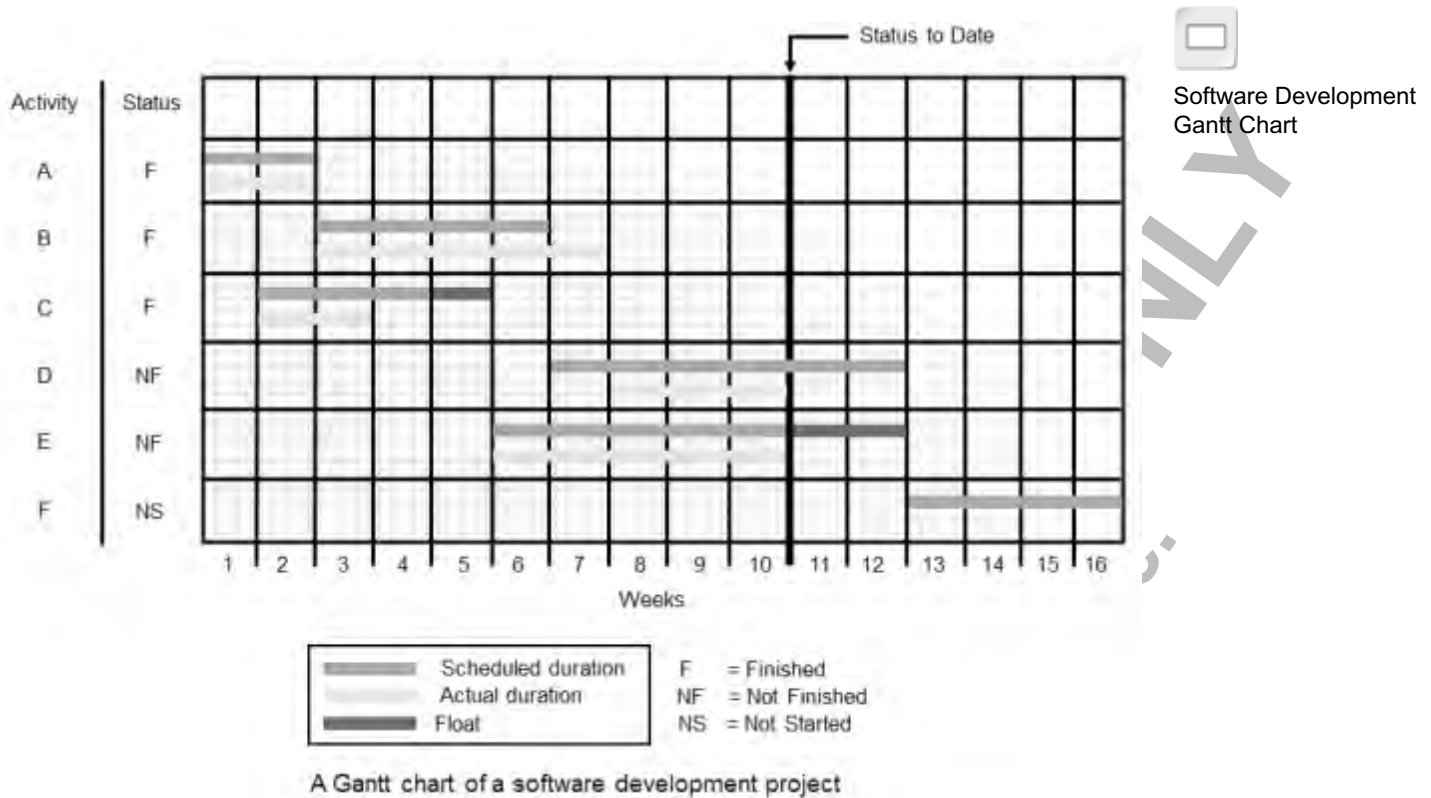 Status to Date
Software Development
Gantt Chart
Activity Status
A F
B F
C F
D NF
E NF
F NS
1 2 3 4 5 6 7 8 9 10 11 12 13 14 15 16
Weeks
Scheduled duration F = Finished
Actual duration NF = Not Finished
Float NS = Not Started
A Gantt chart of a software development project
NLY